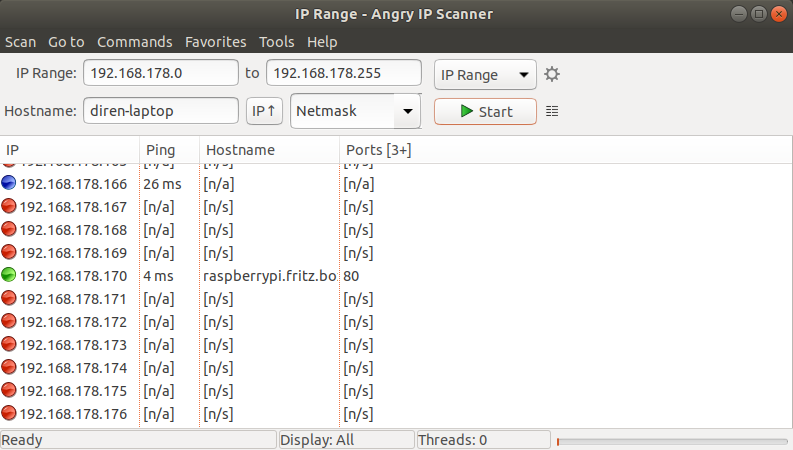 IP Range - Angry IP Scanner
Scan Go to Commands Favorites Tools Help
IP Range: 192.168.178.0 to 192.168.178.255 IP Range
Hostname: diren-laptop IP↑ Netmask Start
IP Ping Hostname Ports [3+]
192.168.178.166 26 ms [n/a] [n/a]
192.168.178.167 [n/a] [n/s] [n/s]
192.168.178.168 [n/a] [n/s] [n/s]
192.168.178.169 [n/a] [n/s] [n/s]
192.168.178.170 4 ms raspberrypi.fritz.bo 80
192.168.178.171 [n/a] [n/s] [n/s]
192.168.178.172 [n/a] [n/s] [n/s]
192.168.178.173 [n/a] [n/s] [n/s]
192.168.178.174 [n/a] [n/s] [n/s]
192.168.178.175 [n/a] [n/s] [n/s]
192.168.178.176 [n/a] [n/s] [n/s]
Ready Display: All Threads: 0